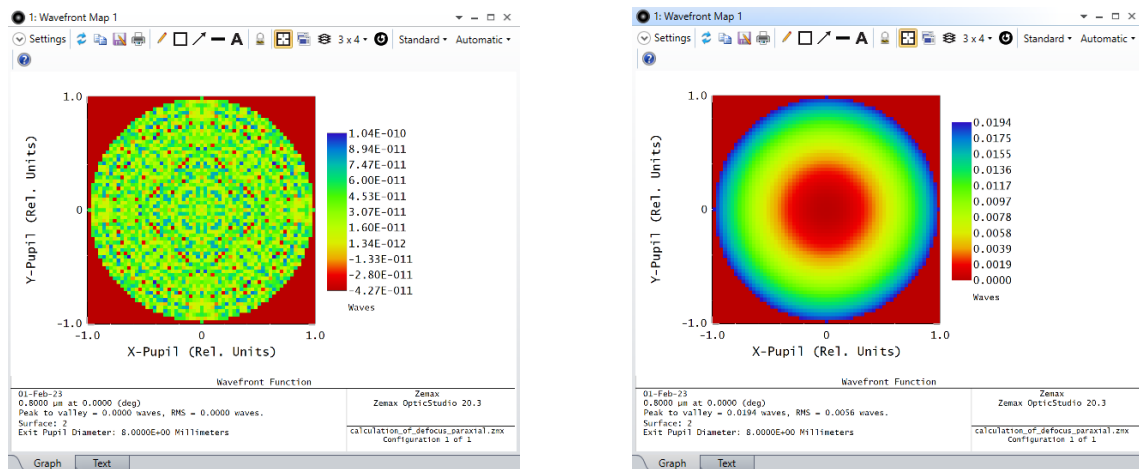 1: Wavefront Map 1
Settings A 3 x 4 Standard Automatic
?
1.0
0
-1.0
Y-Pupil (Rel. Units)
-1.0 0 1.0
X-Pupil (Rel. Units)
1.04E-010
8.94E-011
7.47E-011
6.00E-011
4.53E-011
3.07E-011
1.60E-011
1.34E-012
-1.33E-011
-2.80E-011
-4.27E-011
Waves
Wavefront Function
01-Feb-23
0.8000 µm at 0.0000 (deg)
Peak to valley = 0.0000 waves, RMS = 0.0000 waves.
Surface: 2
Exit Pupil Diameter: 8.0000E+00 Millimeters
Zemax
Zemax OpticStudio 20.3
calculation_of_defocus_paraxial.zmx
Configuration 1 of 1
Graph Text
1: Wavefront Map 1
Settings A 3 x 4 Standard Automatic
?
1.0
0
-1.0
Y-Pupil (Rel. Units)
-1.0 0 1.0
X-Pupil (Rel. Units)
0.0194
0.0175
0.0155
0.0136
0.0117
0.0097
0.0078
0.0058
0.0039
0.0019
0.0000
Waves
Wavefront Function
01-Feb-23
0.8000 µm at 0.0000 (deg)
Peak to valley = 0.0194 waves, RMS = 0.0056 waves.
Surface: 2
Exit Pupil Diameter: 8.0000E+00 Millimeters
Zemax
Zemax OpticStudio 20.3
calculation_of_defocus_paraxial.zmx
Configuration 1 of 1
Graph Text